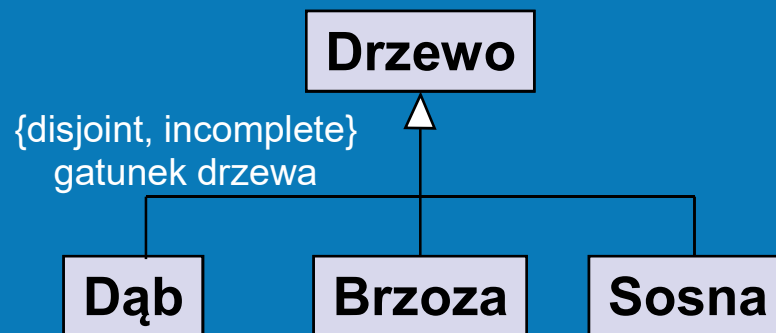 Drzewo
{disjoint, incomplete}
gatunek drzewa
Dąb
Brzoza
Sosna